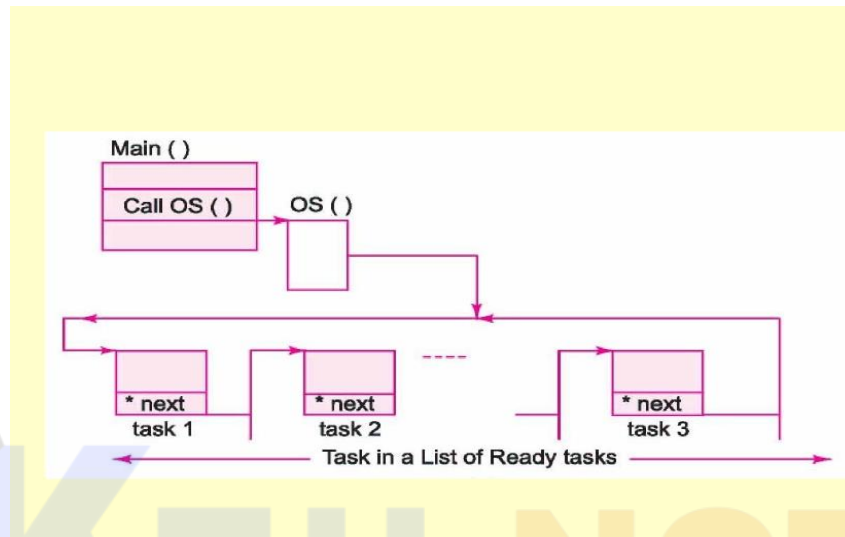 Main ( )
Call OS ( ) OS ( )
* next * next * next
task 1 task 2 task 3
Task in a List of Ready tasks